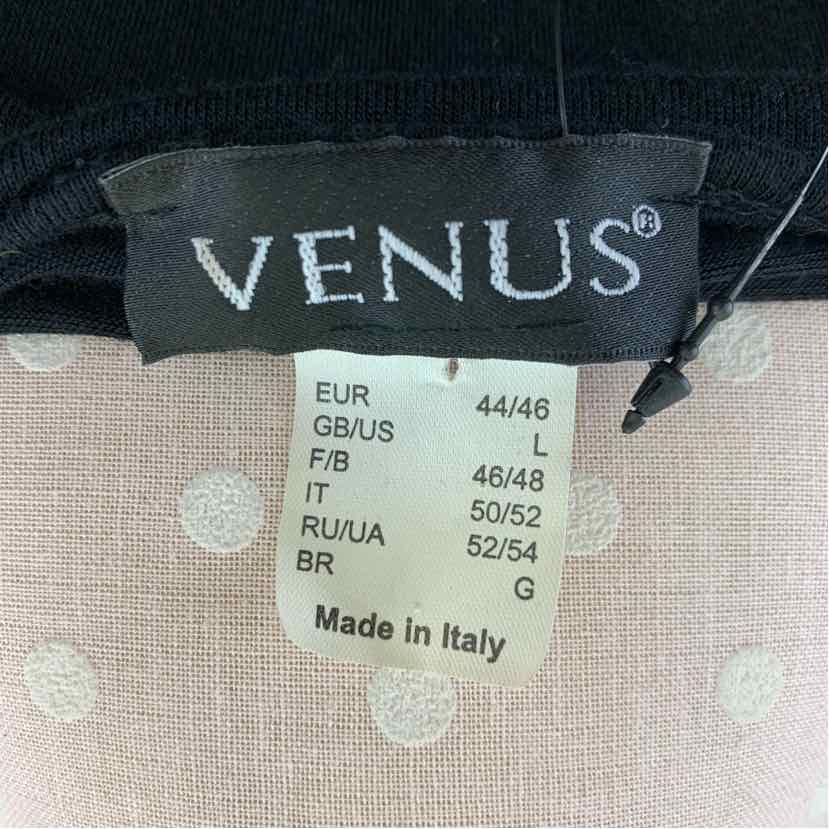 VENUS®
EUR 44/46
GB/US L
F/B 46/48
IT 50/52
RU/UA 52/54
BR G
Made in Italy